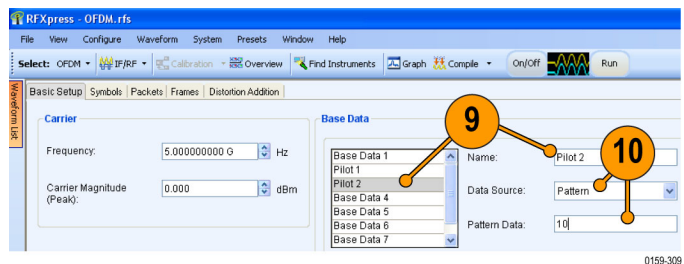 RFXpress - OFDM.rfs
File View Configure Waveform System Presets Window Help
Select: OFDM IF/RF Calibration Overview Find Instruments Graph Compile On/Off Run
Waveform List:
Basic Setup Symbols Packets Frames Distortion Addition
Carrier
Frequency: 5.000000000 G Hz
Carrier Magnitude (Peak): 0.000 dBm
Base Data
Base Data 1
Pilot 1
Pilot 2
Base Data 4
Base Data 5
Base Data 6
Base Data 7
9
Name: Pilot 2
10
Data Source: Pattern
Pattern Data: 10
0159-309